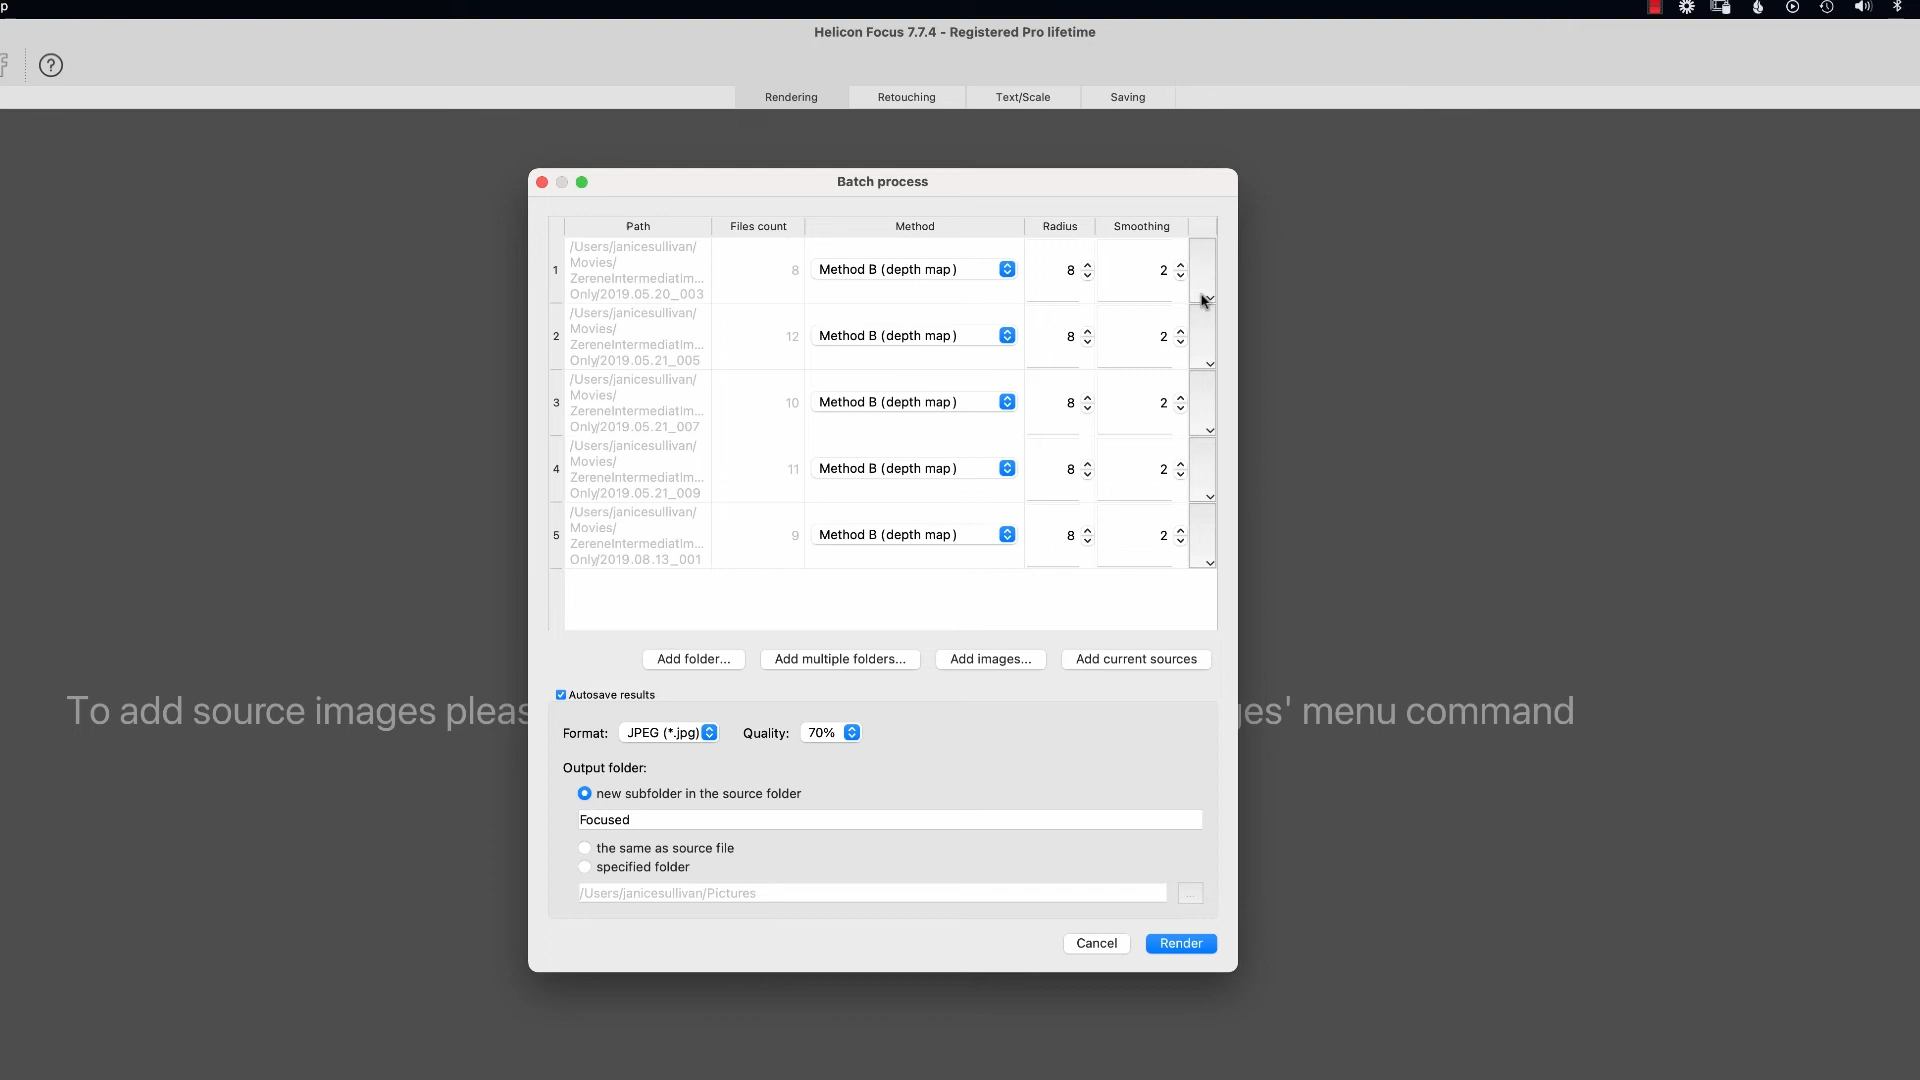 p
Helicon Focus 7.7.4 - Registered Pro lifetime
?
Rendering Retouching Text/Scale Saving
Batch process
Path Files count Method Radius Smoothing
1 /Users/janicesullivan/ 8 Method B (depth map) 8 2
Movies/
ZereneIntermediatIm...
Only/2019.05.20_003
2 /Users/janicesullivan/ 12 Method B (depth map) 8 2
Movies/
ZereneIntermediatIm...
Only/2019.05.21_005
3 /Users/janicesullivan/ 10 Method B (depth map) 8 2
Movies/
ZereneIntermediatIm...
Only/2019.05.21_007
4 /Users/janicesullivan/ 11 Method B (depth map) 8 2
Movies/
ZereneIntermediatIm...
Only/2019.05.21_009
5 /Users/janicesullivan/ 9 Method B (depth map) 8 2
Movies/
ZereneIntermediatIm...
Only/2019.08.13_001
Add folder... Add multiple folders... Add images... Add current sources
Autosave results
To add source images pleas
ges' menu command
Format: JPEG (*.jpg) Quality: 70%
Output folder:
new subfolder in the source folder
Focused
the same as source file
specified folder
/Users/janicesullivan/Pictures ...
Cancel Render